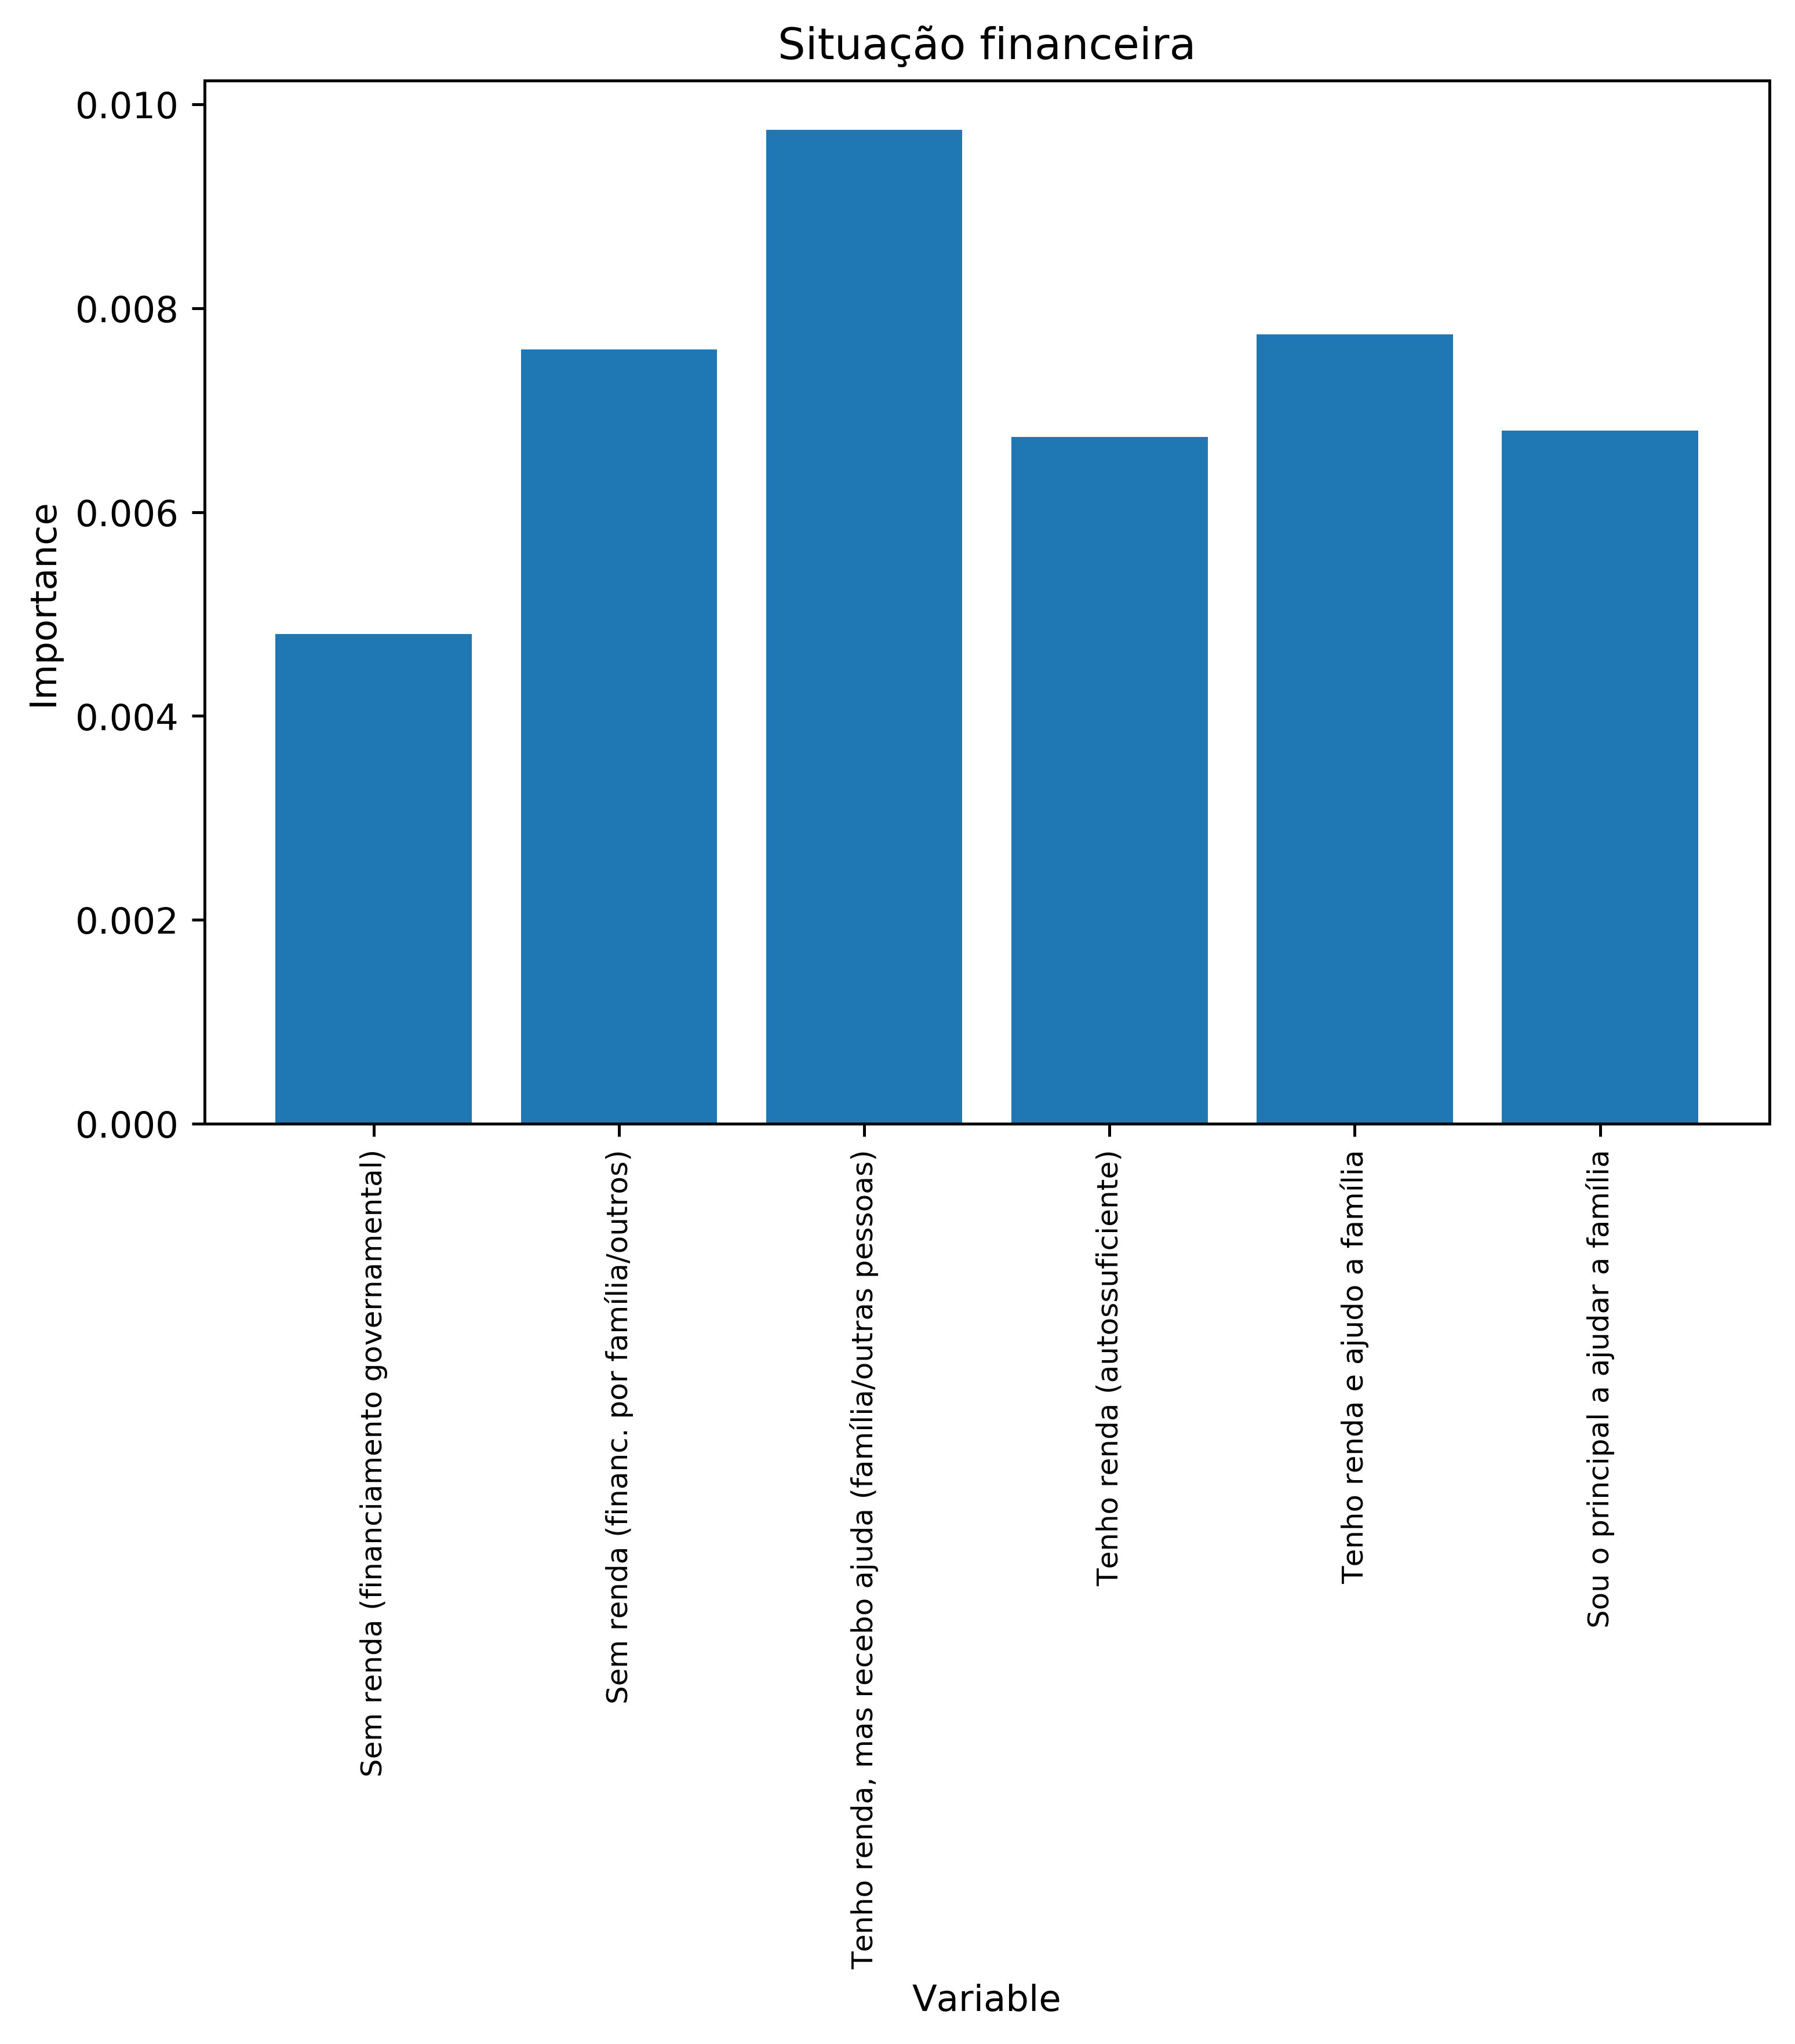 Situação financeira
0.010
0.008
0.006
0.004
0.002
0.000
Importance
Sem renda (financiamento governamental)
Sem renda (financ. por família/outros)
Tenho renda, mas recebo ajuda (família/outras pessoas)
Tenho renda (autossuficiente)
Tenho renda e ajudo a família
Sou o principal a ajudar a família
Variable